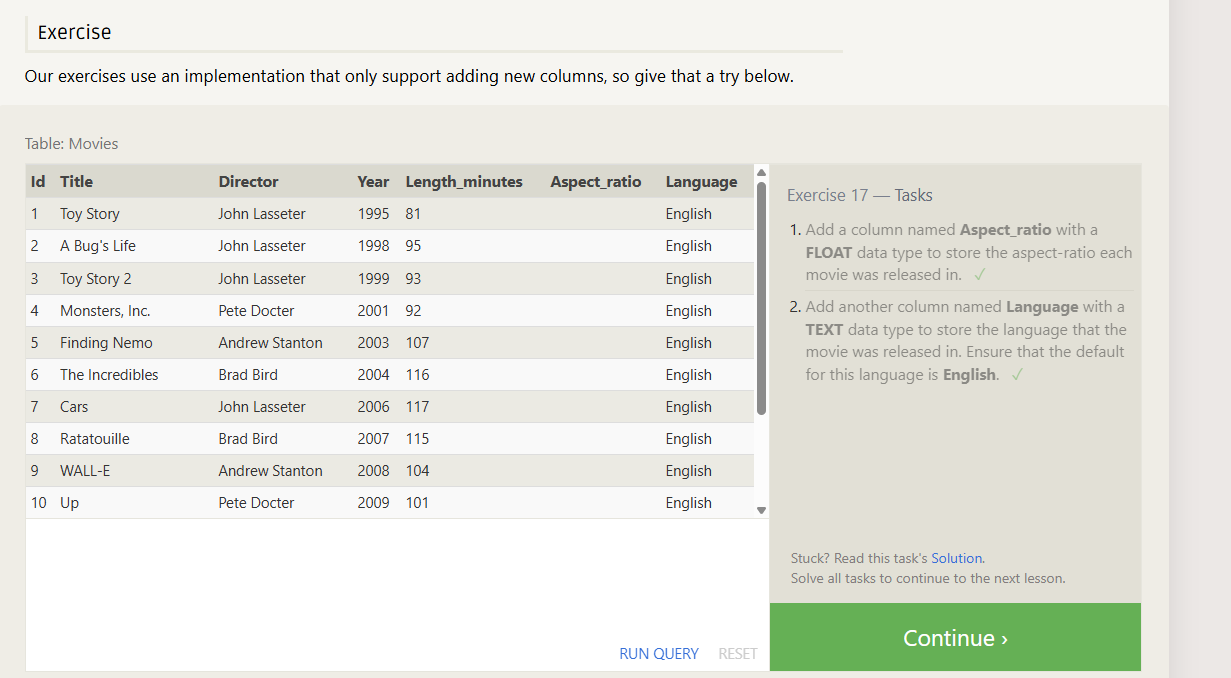 Exercise
Our exercises use an implementation that only support adding new columns, so give that a try below.
Table: Movies
Id Title Director Year Length_minutes Aspect_ratio Language
1 Toy Story John Lasseter 1995 81 English
2 A Bug's Life John Lasseter 1998 95 English
3 Toy Story 2 John Lasseter 1999 93 English
4 Monsters, Inc. Pete Docter 2001 92 English
5 Finding Nemo Andrew Stanton 2003 107 English
6 The Incredibles Brad Bird 2004 116 English
7 Cars John Lasseter 2006 117 English
8 Ratatouille Brad Bird 2007 115 English
9 WALL-E Andrew Stanton 2008 104 English
10 Up Pete Docter 2009 101 English
RUN QUERY RESET
Exercise 17 — Tasks
1. Add a column named Aspect_ratio with a
FLOAT data type to store the aspect-ratio each
movie was released in. ✓
2. Add another column named Language with a
TEXT data type to store the language that the
movie was released in. Ensure that the default
for this language is English. ✓
Stuck? Read this task's Solution.
Solve all tasks to continue to the next lesson.
Continue ›